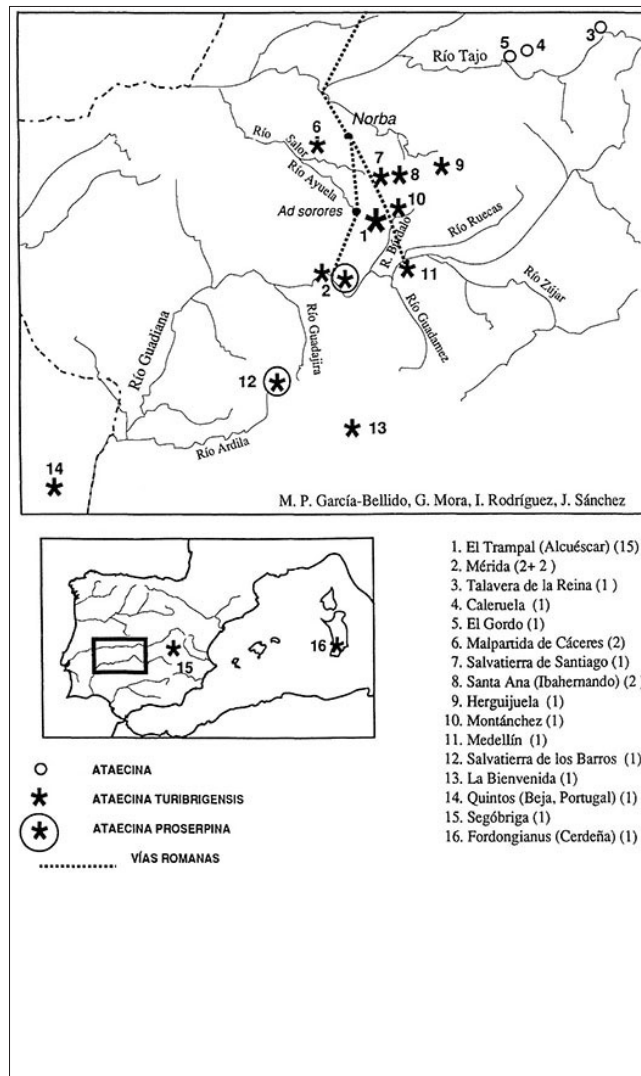 3
5
4
Río Tajo
Norba
6
Río
Salor
7
8
9
Río Ayuela
10
Ad sorores
1
R. Búrdalo
Río Ruecas
2
11
Río Zújar
Río Guadiana
Río Guadajira
Río Guadamez
12
13
Río Ardila
14
M. P. García-Bellido, G. Mora, I. Rodríguez, J. Sánchez
15
16
1. El Trampal (Alcuéscar) (15)
2. Mérida (2+ 2 )
3. Talavera de la Reina (1 )
4. Caleruela (1)
5. El Gordo (1)
6. Malpartida de Cáceres (2)
7. Salvatierra de Santiago (1)
8. Santa Ana (Ibahernando) (2 )
9. Herguijuela (1)
10. Montánchez (1)
11. Medellín (1)
12. Salvatierra de los Barros (1)
13. La Bienvenida (1)
14. Quintos (Beja, Portugal) (1)
15. Segóbriga (1)
16. Fordongianus (Cerdeña) (1)
ATAECINA
ATAECINA TURIBRIGENSIS
ATAECINA PROSERPINA
VÍAS ROMANAS